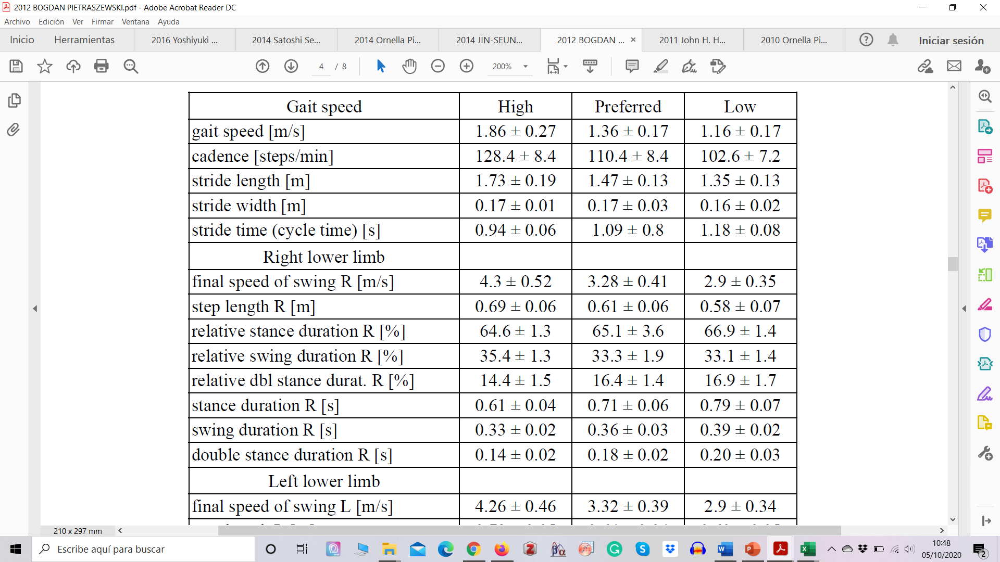 2012 BOGDAN PIETRASZEWSKI.pdf - Adobe Acrobat Reader DC
Archivo Edición Ver Firmar Ventana Ayuda
Inicio Herramientas 2016 Yoshiyuki ... 2014 Satoshi Se... 2014 Ornella Pi... 2014 JIN-SEUN... 2012 BOGDAN ... × 2011 John H. H... 2010 Ornella Pi... Iniciar sesión
4 / 8 200%
Gait speed High Preferred Low
gait speed [m/s] 1.86 ± 0.27 1.36 ± 0.17 1.16 ± 0.17
cadence [steps/min] 128.4 ± 8.4 110.4 ± 8.4 102.6 ± 7.2
stride length [m] 1.73 ± 0.19 1.47 ± 0.13 1.35 ± 0.13
stride width [m] 0.17 ± 0.01 0.17 ± 0.03 0.16 ± 0.02
stride time (cycle time) [s] 0.94 ± 0.06 1.09 ± 0.8 1.18 ± 0.08
Right lower limb
final speed of swing R [m/s] 4.3 ± 0.52 3.28 ± 0.41 2.9 ± 0.35
step length R [m] 0.69 ± 0.06 0.61 ± 0.06 0.58 ± 0.07
relative stance duration R [%] 64.6 ± 1.3 65.1 ± 3.6 66.9 ± 1.4
relative swing duration R [%] 35.4 ± 1.3 33.3 ± 1.9 33.1 ± 1.4
relative dbl stance durat. R [%] 14.4 ± 1.5 16.4 ± 1.4 16.9 ± 1.7
stance duration R [s] 0.61 ± 0.04 0.71 ± 0.06 0.79 ± 0.07
swing duration R [s] 0.33 ± 0.02 0.36 ± 0.03 0.39 ± 0.02
double stance duration R [s] 0.14 ± 0.02 0.18 ± 0.02 0.20 ± 0.03
Left lower limb
final speed of swing L [m/s] 4.26 ± 0.46 3.32 ± 0.39 2.9 ± 0.34
210 x 297 mm
Escribe aquí para buscar
10:48
05/10/2020
2